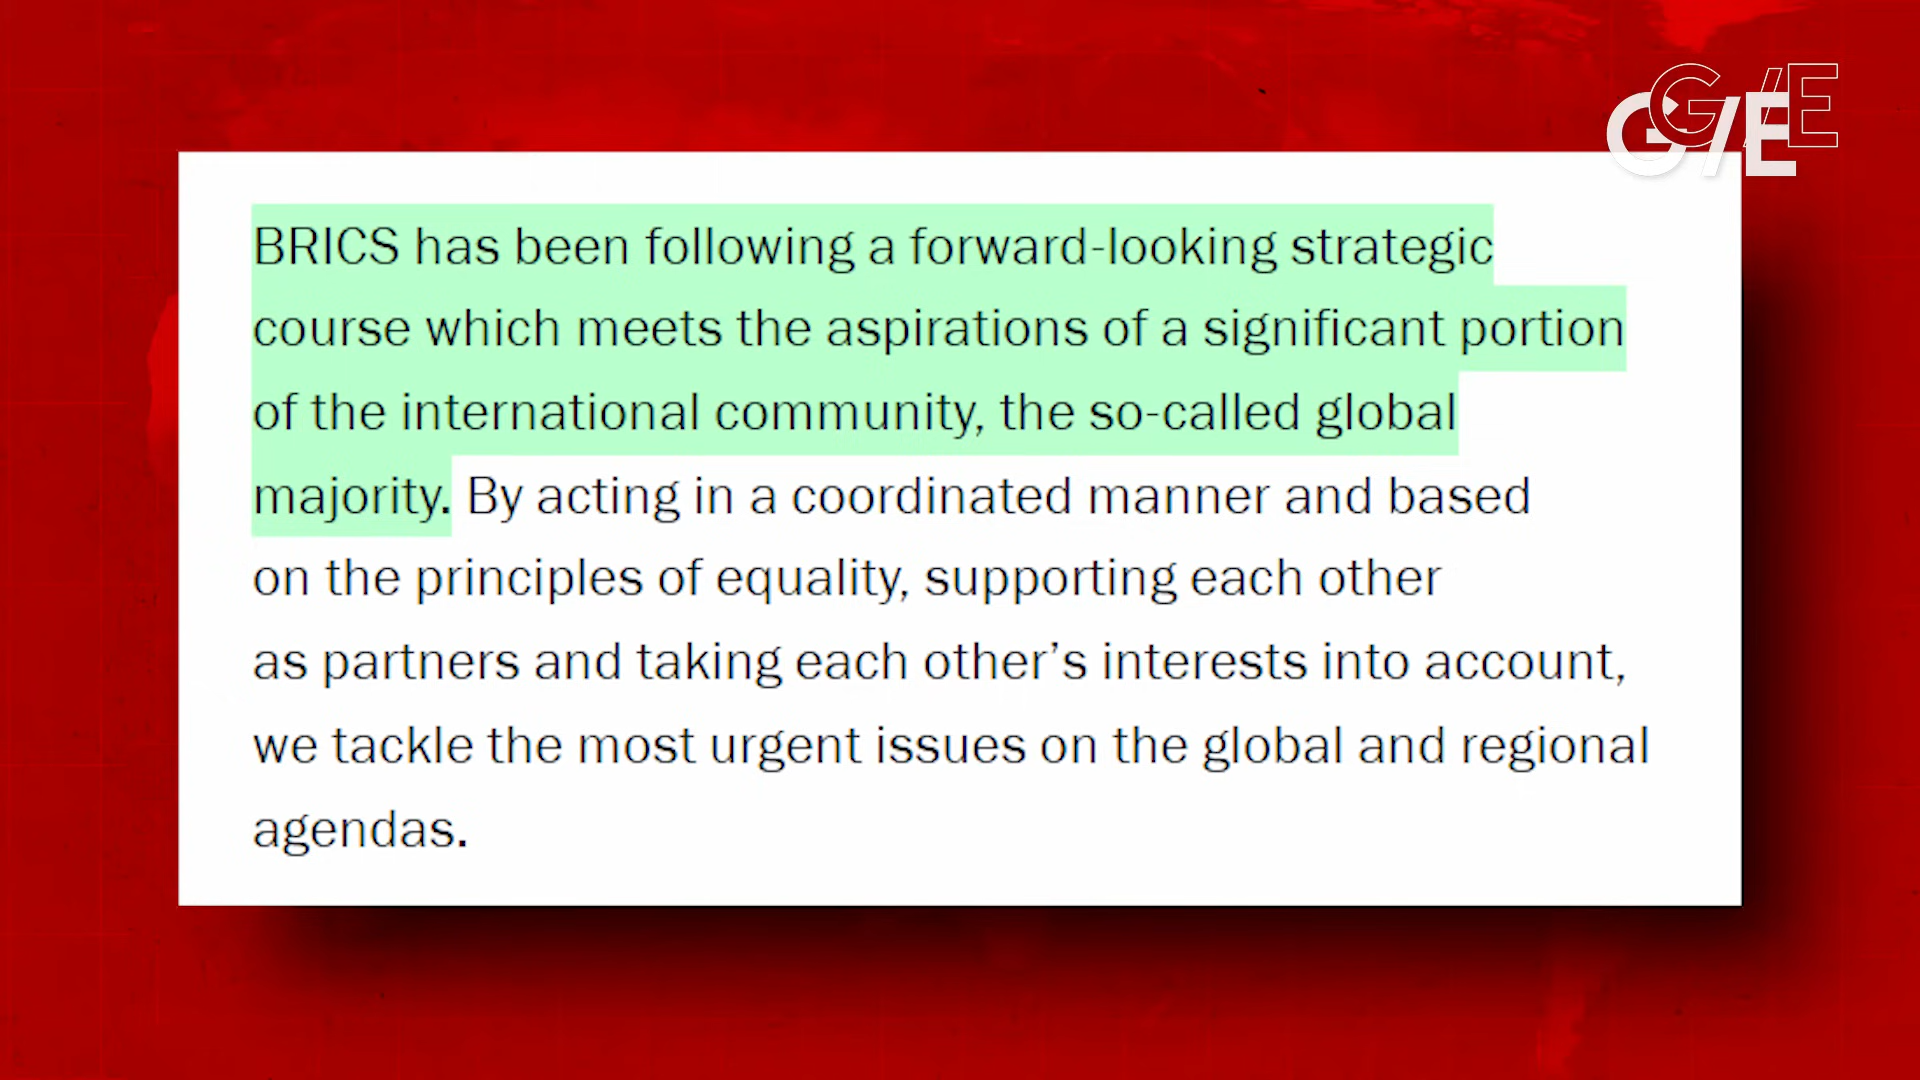 G/E
G/E
BRICS has been following a forward-looking strategic
course which meets the aspirations of a significant portion
of the international community, the so-called global
majority. By acting in a coordinated manner and based
on the principles of equality, supporting each other
as partners and taking each other’s interests into account,
we tackle the most urgent issues on the global and regional
agendas.